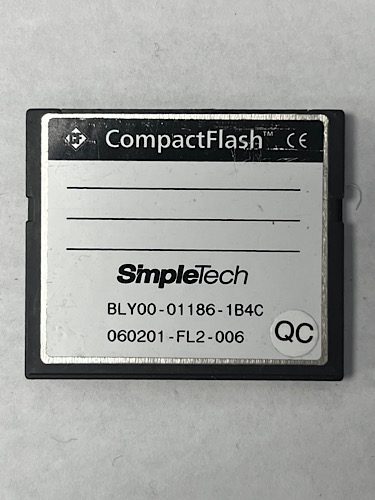 CF CompactFlash™ CE
SimpleTech
BLY00-01186-1B4C
060201-FL2-006
QC